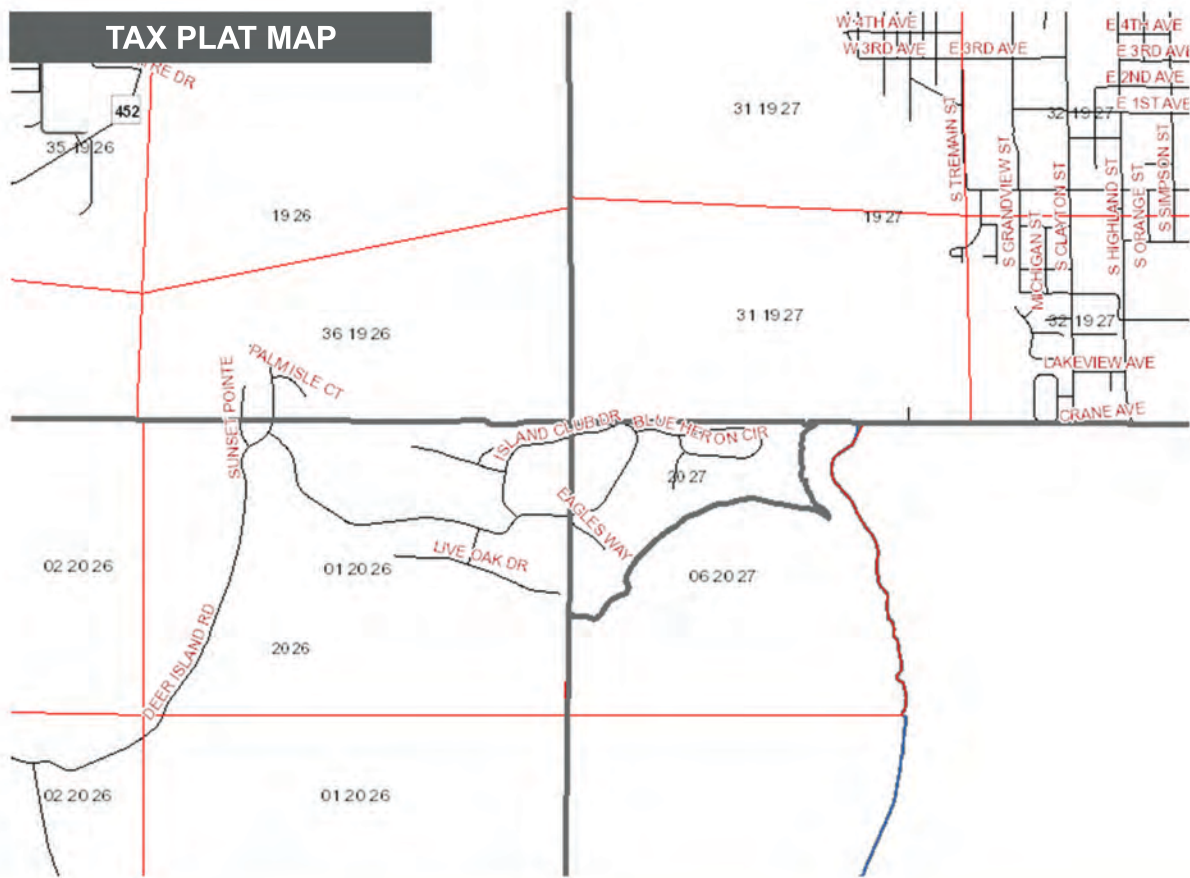 TAX PLAT MAP
W 4TH AVE
E 4TH AVE
W 3RD AVE
E 3RD AVE
E 3RD AVE
E 2ND AVE
E 1ST AVE
RE DR
452
31 19 27
32 19 27
35 19 26
S TREMAIN ST
S GRANDVIEW ST
MICHIGAN ST
S CLAYTON ST
S HIGHLAND ST
S ORANGE ST
S SIMPSON ST
19 26
19 27
36 19 26
31 19 27
32 19 27
LAKEVIEW AVE
CRANE AVE
SUNSET POINTE
PALM ISLE CT
ISLAND CLUB DR
BLUE HERON CIR
20 27
EAGLES WAY
LIVE OAK DR
02 20 26
01 20 26
06 20 27
20 26
DEER ISLAND RD
02 20 26
01 20 26